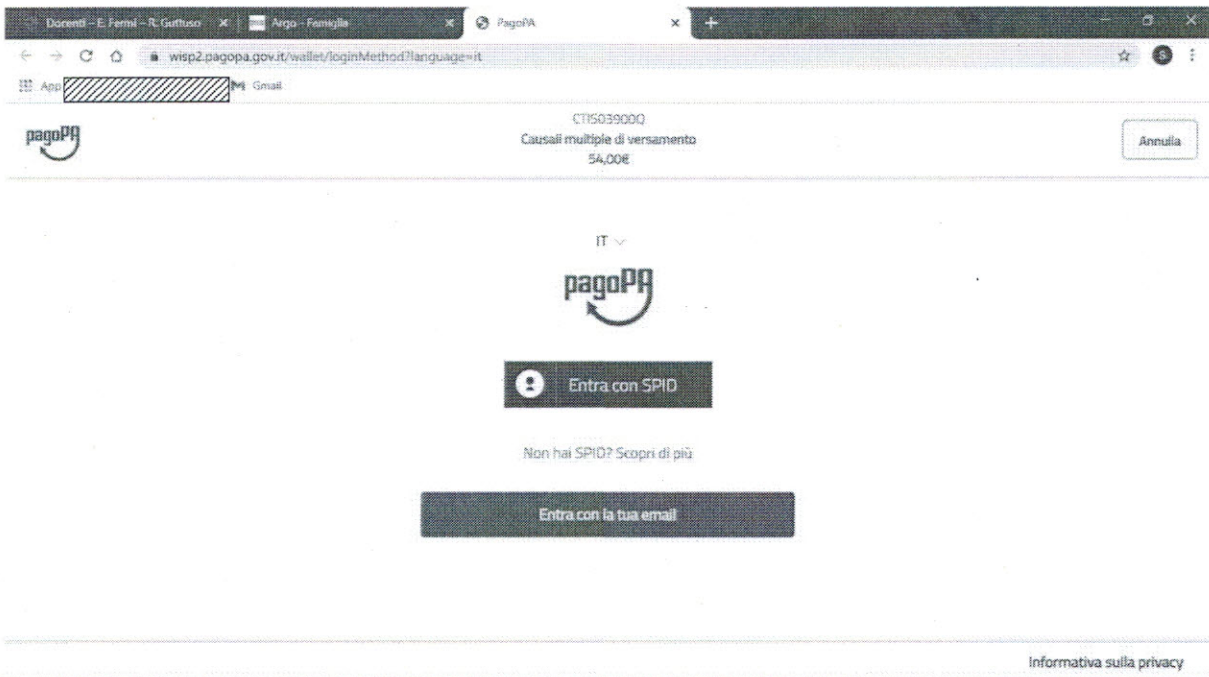 Docenti – E. Fermi – R. Guttuso
Argo - Famiglia
PagoPA
wisp2.pagopa.gov.it/wallet/loginMethod?language=it
S
App
Gmail
pagoPA
CTIS03900Q
Causali multiple di versamento
54,00€
Annulla
IT
pagoPA
Entra con SPID
Non hai SPID? Scopri di più
Entra con la tua email
Informativa sulla privacy